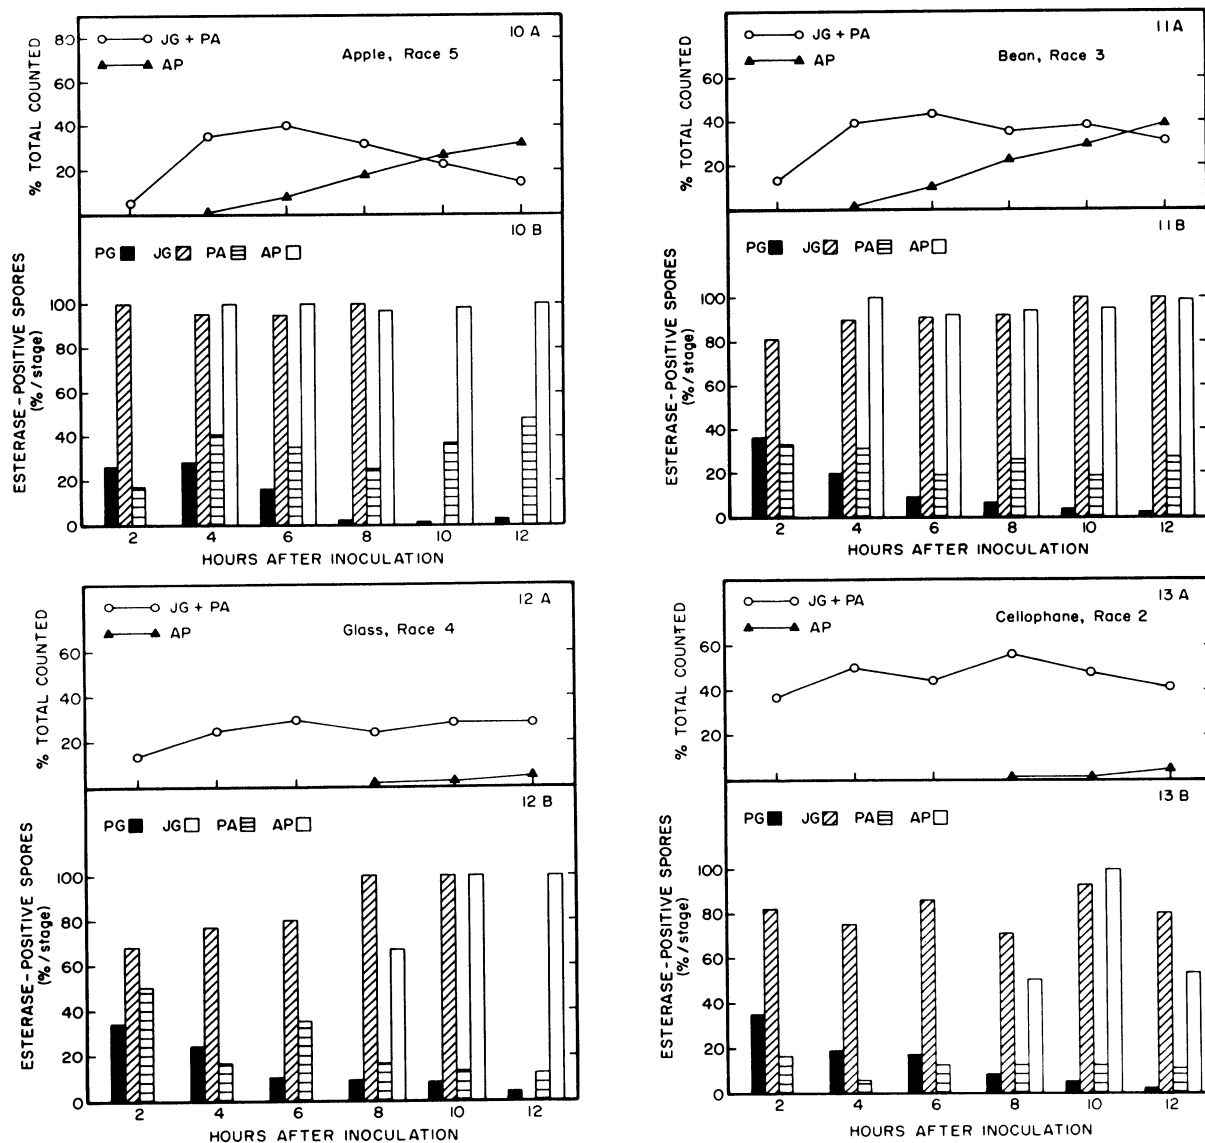 10 A
JG + PA
AP
Apple, Race 5
% TOTAL COUNTED
80
60
40
20
10 B
PG JG PA AP
ESTERASE-POSITIVE SPORES
(%/stage)
100
80
60
40
20
0
2 4 6 8 10 12
HOURS AFTER INOCULATION
11A
JG + PA
AP
Bean, Race 3
% TOTAL COUNTED
60
40
20
11B
PG JG PA AP
ESTERASE-POSITIVE SPORES
(%/stage)
100
80
60
40
20
0
2 4 6 8 10 12
HOURS AFTER INOCULATION
12 A
JG + PA
AP
Glass, Race 4
% TOTAL COUNTED
60
40
20
12 B
PG JG PA AP
ESTERASE-POSITIVE SPORES
(%/stage)
100
80
60
40
20
0
2 4 6 8 10 12
HOURS AFTER INOCULATION
13 A
JG + PA
AP
Cellophane, Race 2
% TOTAL COUNTED
60
40
20
13 B
PG JG PA AP
ESTERASE-POSITIVE SPORES
(%/stage)
100
80
60
40
20
0
2 4 6 8 10 12
HOURS AFTER INOCULATION